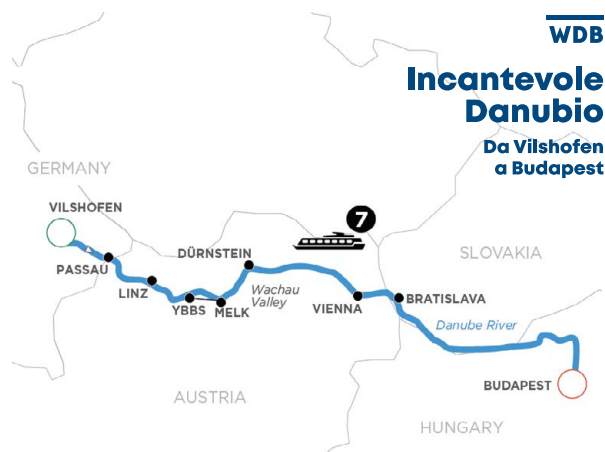 WDB
Incantevole
Danubio
Da Vilshofen
a Budapest
GERMANY
VILSHOFEN
7
PASSAU
DÜRNSTEIN
SLOVAKIA
LINZ
Wachau
Valley
YBBS
MELK
VIENNA
BRATISLAVA
Danube River
BUDAPEST
AUSTRIA
HUNGARY